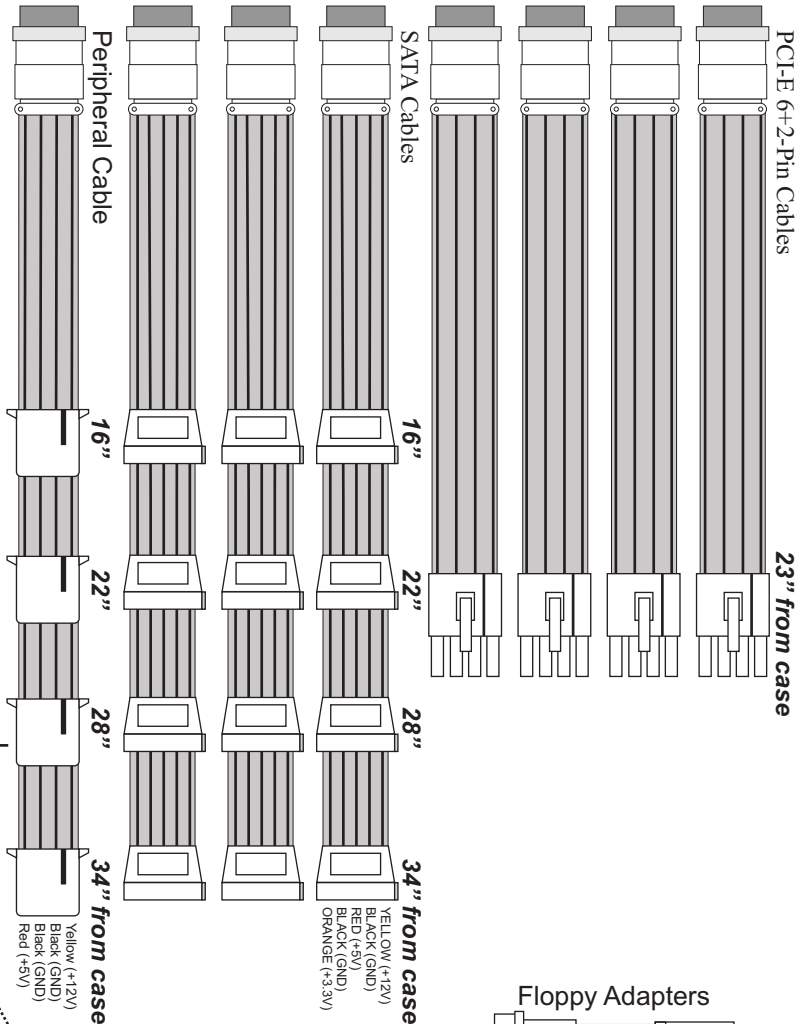 PCI-E 6+2-Pin Cables
23” from case
SATA Cables
16”
22”
28”
34” from case
YELLOW (+12V)
BLACK (GND)
RED (+5V)
BLACK (GND)
ORANGE (+3.3V)
Peripheral Cable
16”
22”
28”
34” from case
Yellow (+12V)
Black (GND)
Black (GND)
Red (+5V)
Floppy Adapters